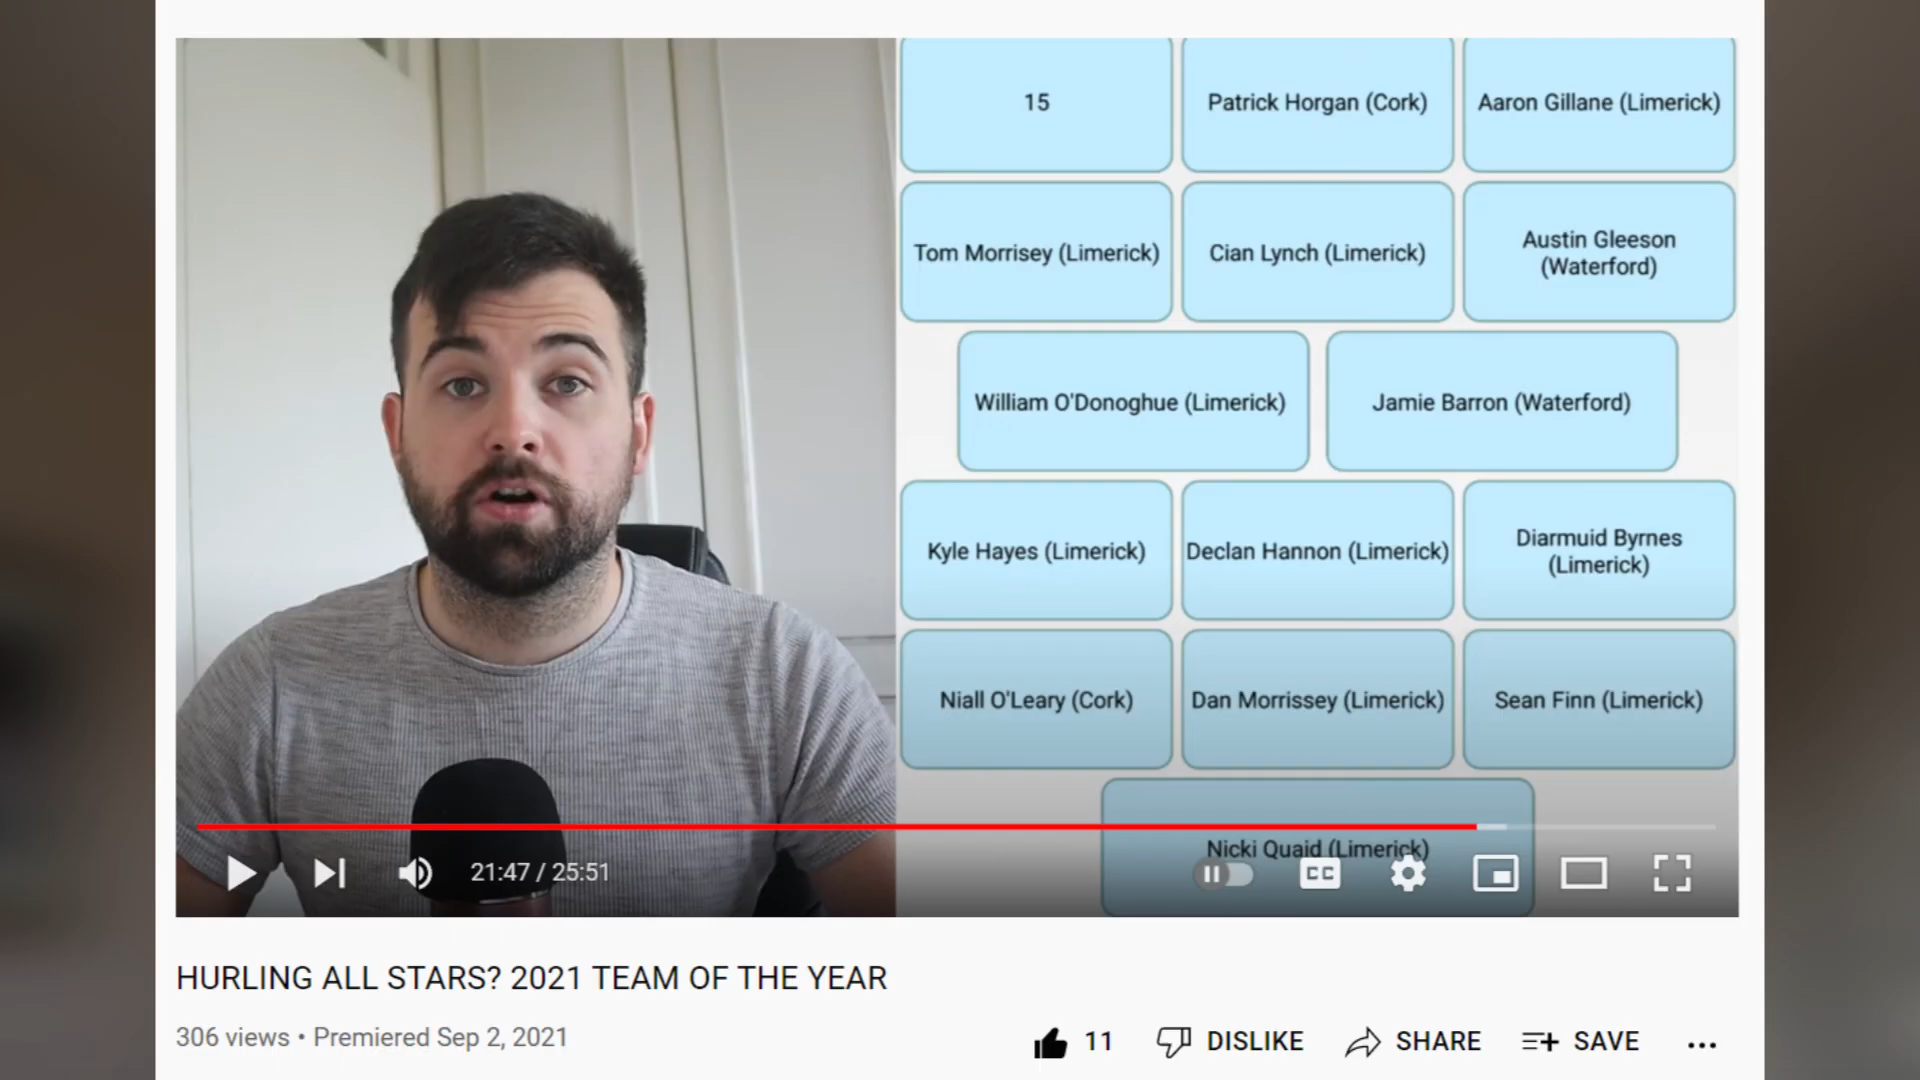 15
Patrick Horgan (Cork)
Aaron Gillane (Limerick)
Tom Morrisey (Limerick)
Cian Lynch (Limerick)
Austin Gleeson
(Waterford)
William O'Donoghue (Limerick)
Jamie Barron (Waterford)
Kyle Hayes (Limerick)
Declan Hannon (Limerick)
Diarmuid Byrnes
(Limerick)
Niall O'Leary (Cork)
Dan Morrissey (Limerick)
Sean Finn (Limerick)
Nicki Quaid (Limerick)
21:47 / 25:51
CC
HURLING ALL STARS? 2021 TEAM OF THE YEAR
306 views • Premiered Sep 2, 2021
11
DISLIKE
SHARE
SAVE